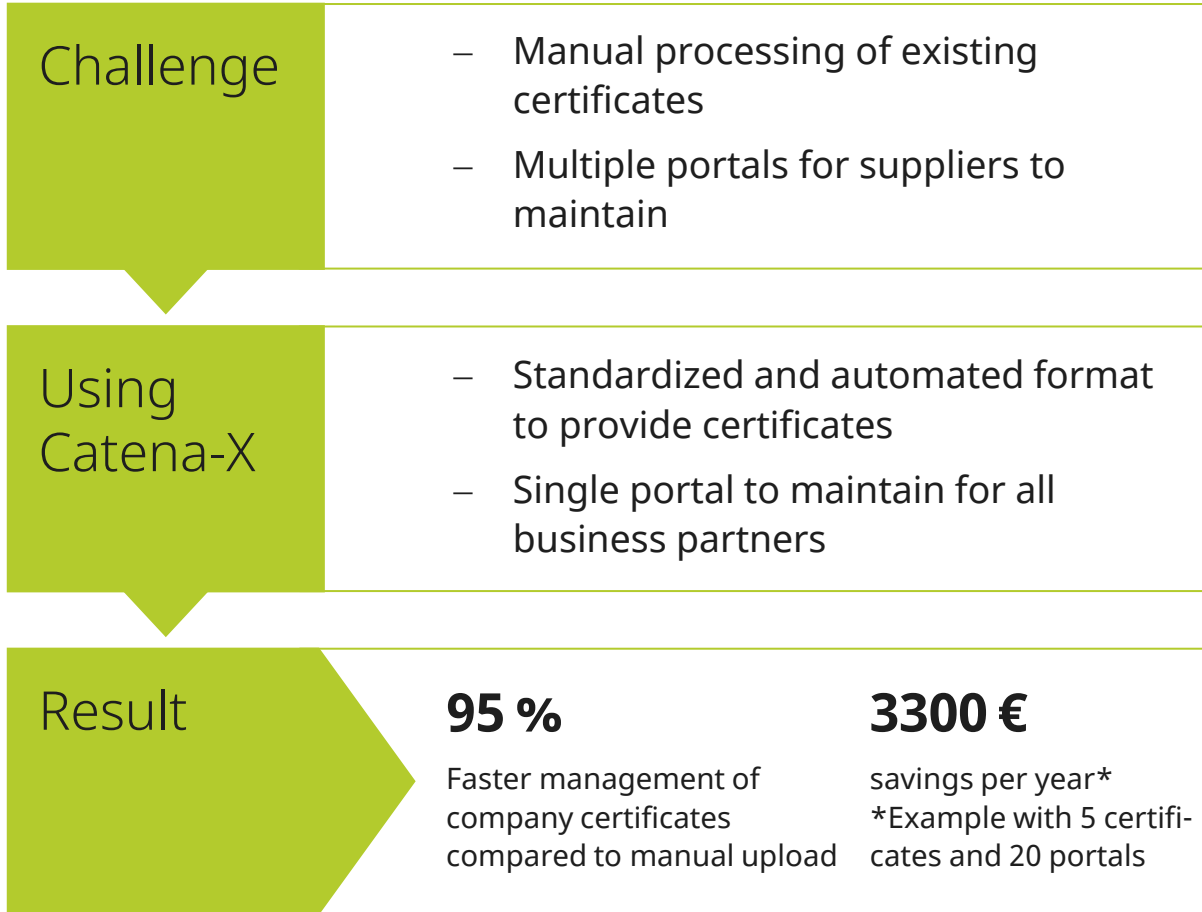 Challenge
– Manual processing of existing
certificates
– Multiple portals for suppliers to
maintain
Using
Catena-X
– Standardized and automated format
to provide certificates
– Single portal to maintain for all
business partners
Result
95 %
Faster management of
company certificates
compared to manual upload
3300 €
savings per year*
*Example with 5 certifi-
cates and 20 portals